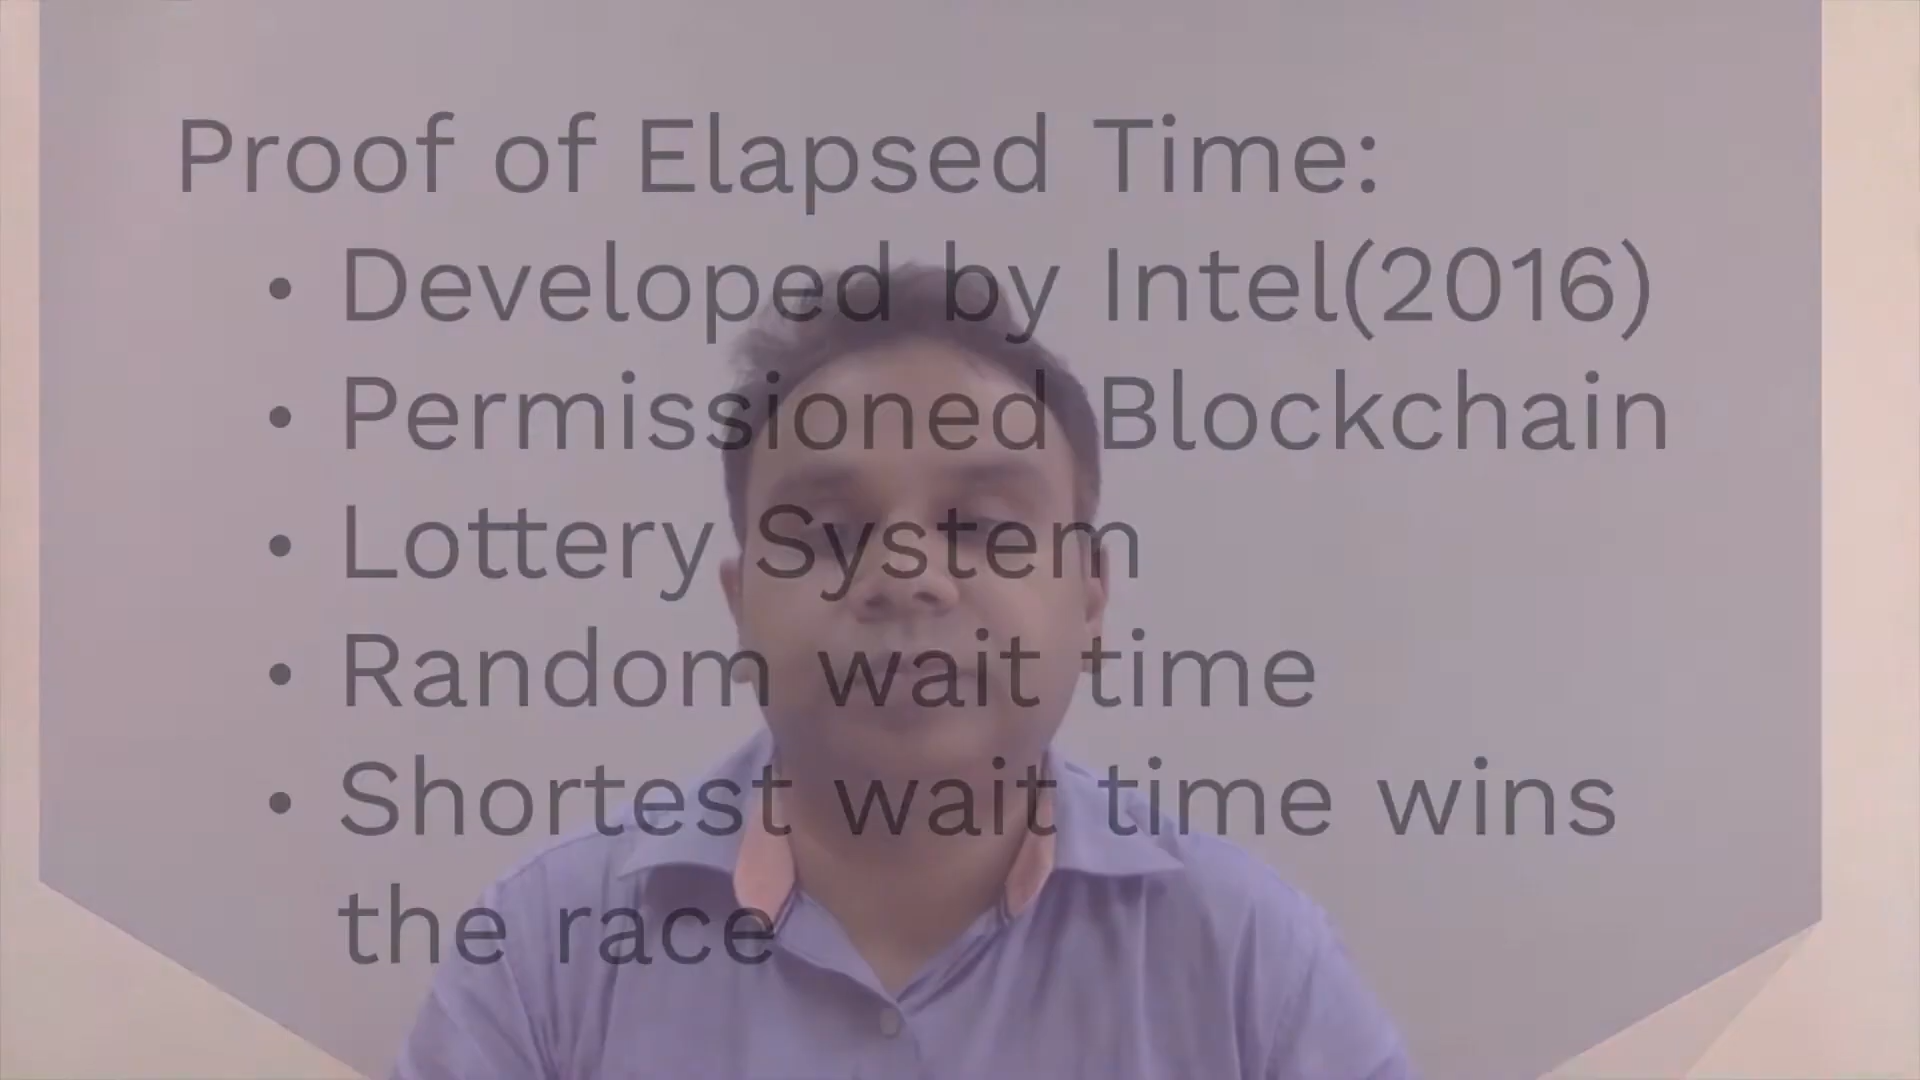 Proof of Elapsed Time:
• Developed by Intel(2016)
• Permissioned Blockchain
• Lottery System
• Random wait time
• Shortest wait time wins
the race